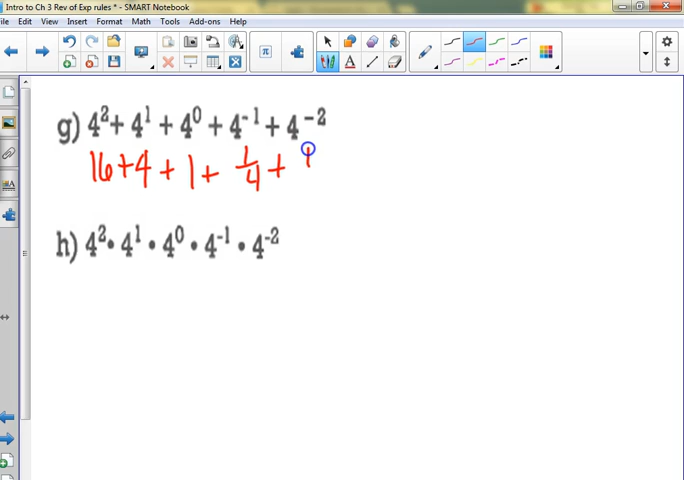 Intro to Ch 3 Rev of Exp rules * - SMART Notebook
Edit View Insert Format Math Tools Add-ons Help
g) 4² + 4¹ + 4⁰ + 4⁻¹ + 4⁻²
16 + 4 + 1 + 1/4 + 1
h) 4² • 4¹ • 4⁰ • 4⁻¹ • 4⁻²